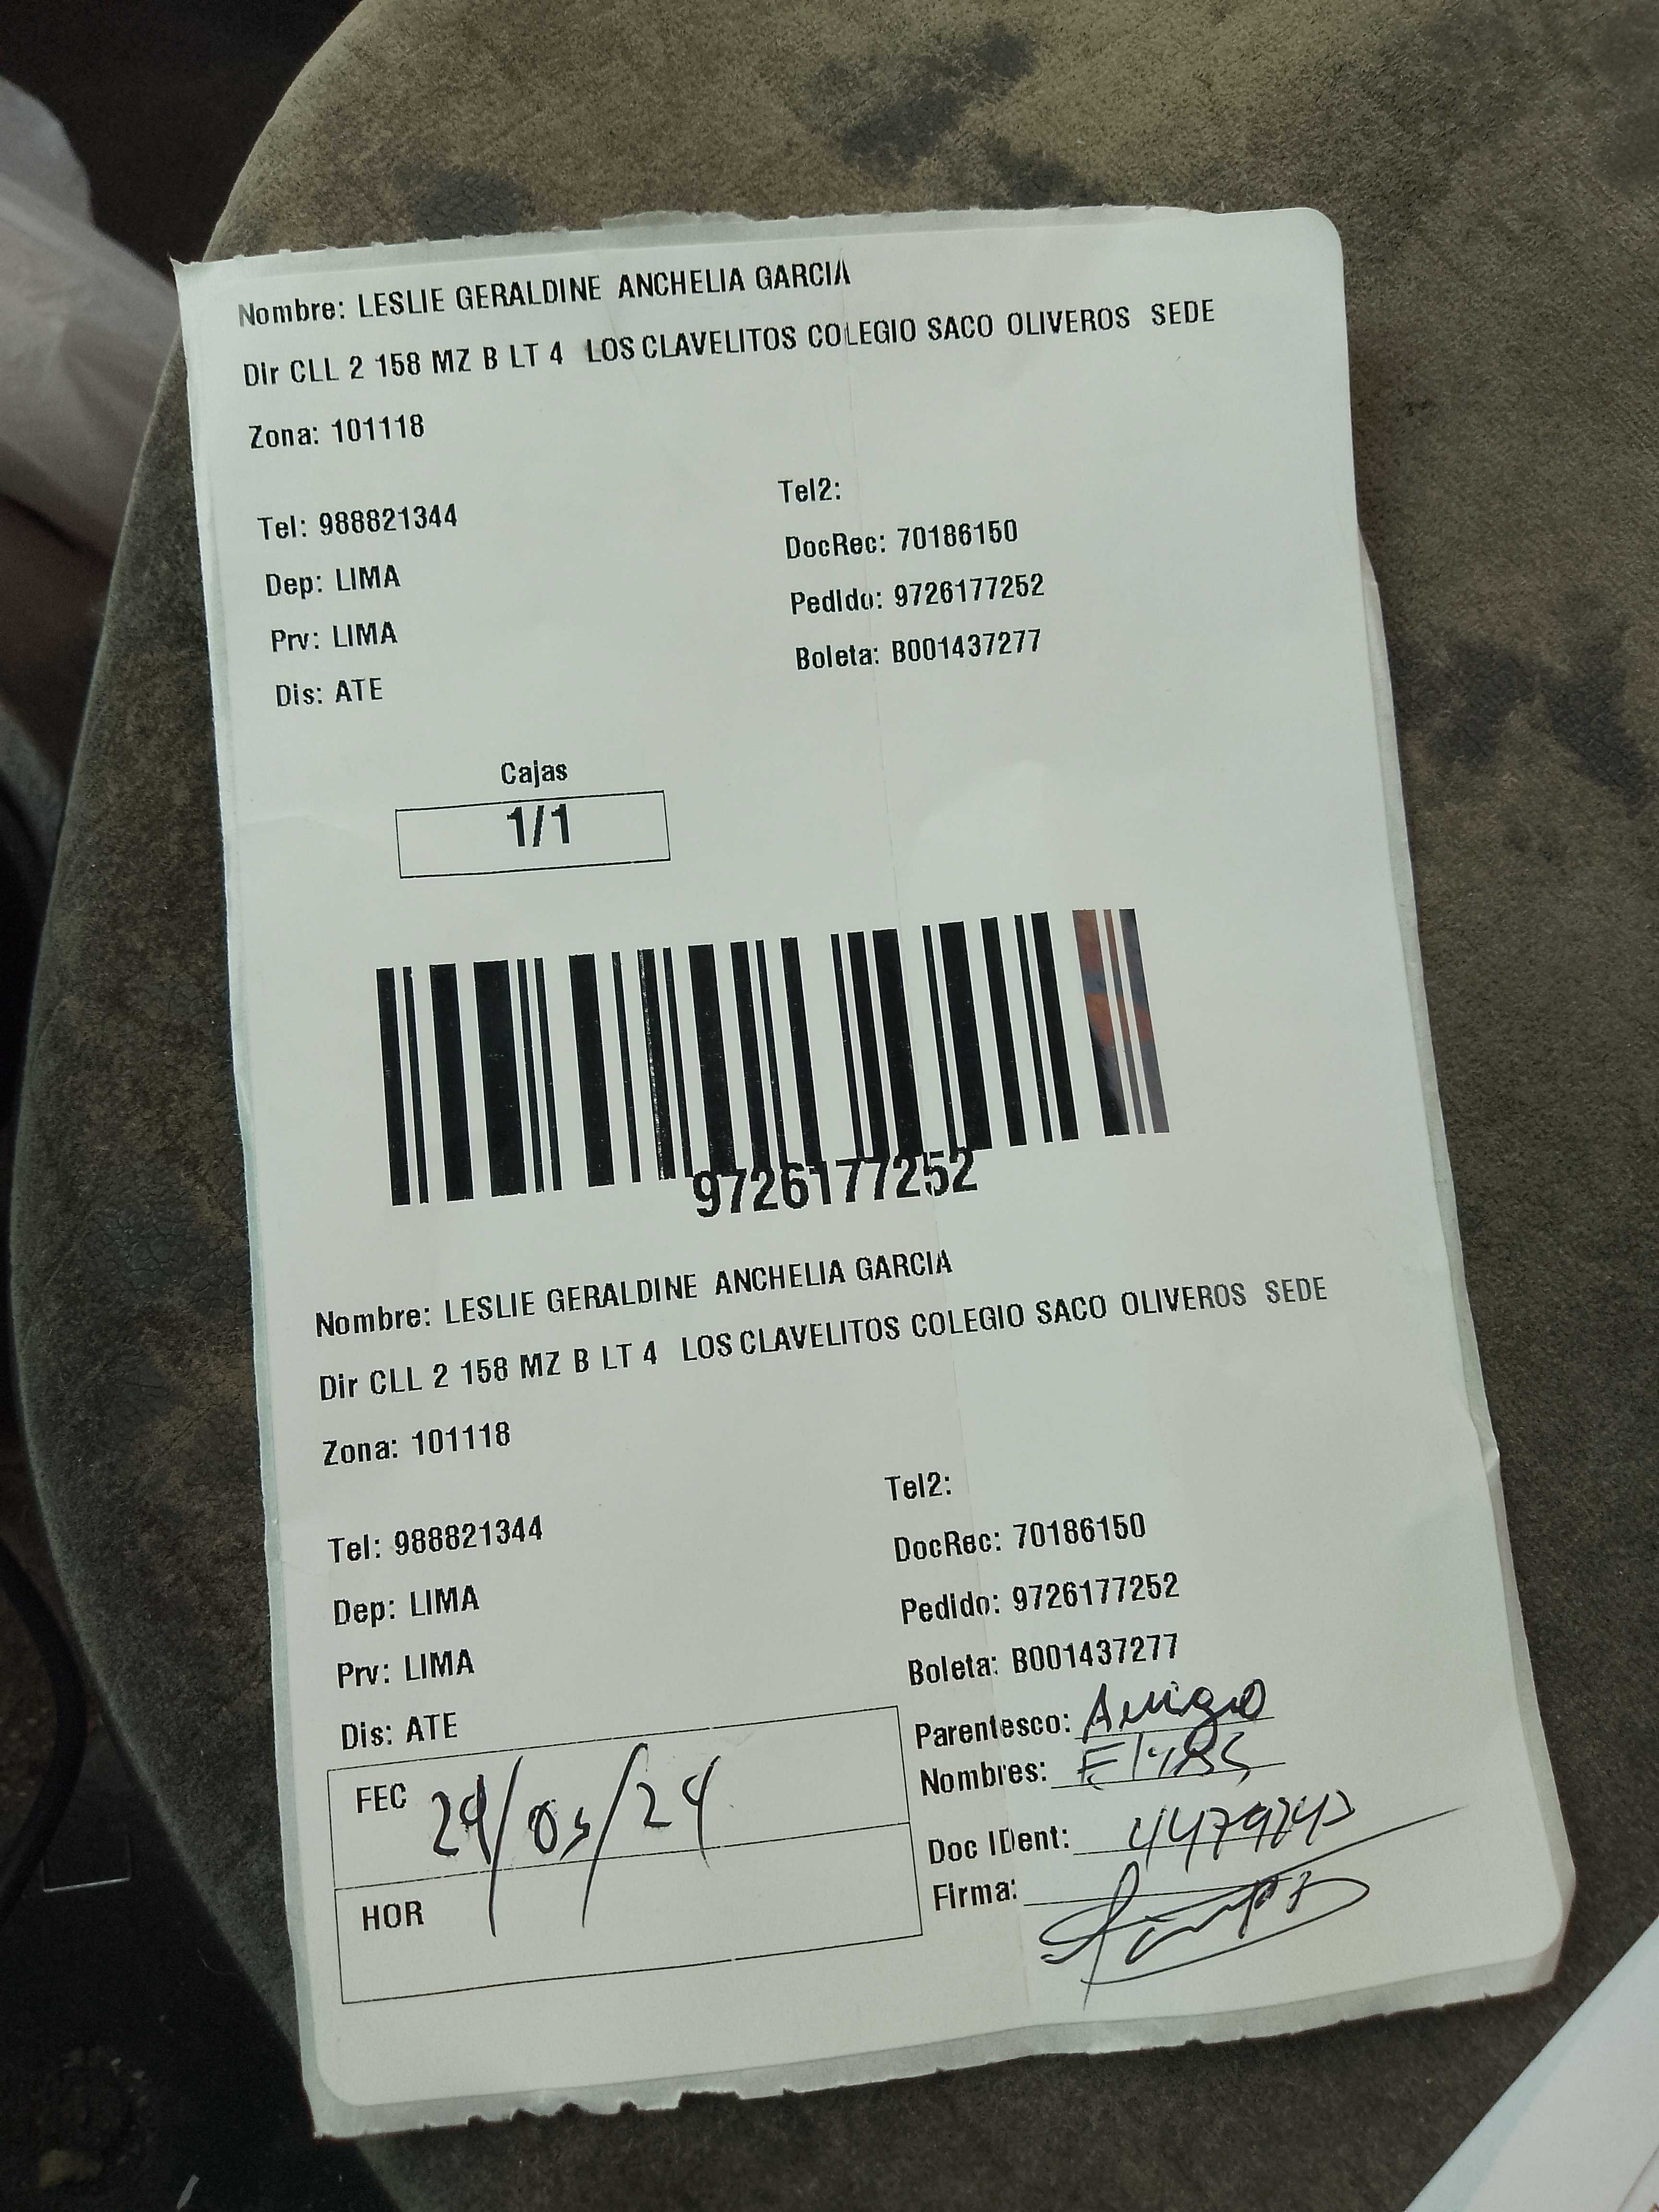 Nombre: LESLIE GERALDINE ANCHELIA GARCIA
Dir CLL 2 158 MZ B LT 4 LOS CLAVELITOS COLEGIO SACO OLIVEROS SEDE
Zona: 101118
Tel2:
Tel: 988821344
DocRec: 70186150
Dep: LIMA
Pedido: 9726177252
Prv: LIMA
Boleta: B001437277
Dis: ATE
Cajas
1/1
9726177252
Nombre: LESLIE GERALDINE ANCHELIA GARCIA
Dir CLL 2 158 MZ B LT 4 LOS CLAVELITOS COLEGIO SACO OLIVEROS SEDE
Zona: 101118
Tel2:
Tel: 988821344
DocRec: 70186150
Dep: LIMA
Pedido: 9726177252
Prv: LIMA
Boleta: B001437277
Dis: ATE
Parentesco: Amigo
Nombres: Elias
FEC 29/05/24
Doc IDent:
Firma:
HOR